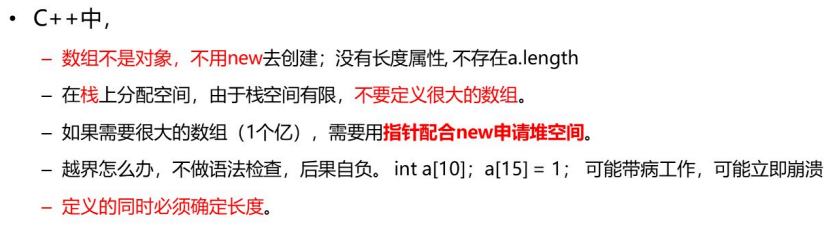 • C++中，
– 数组不是对象，不用new去创建；没有长度属性, 不存在a.length
– 在栈上分配空间，由于栈空间有限，不要定义很大的数组。
– 如果需要很大的数组（1个亿），需要用指针配合new申请堆空间。
– 越界怎么办，不做语法检查，后果自负。 int a[10]；a[15] = 1； 可能带病工作，可能立即崩溃
– 定义的同时必须确定长度。